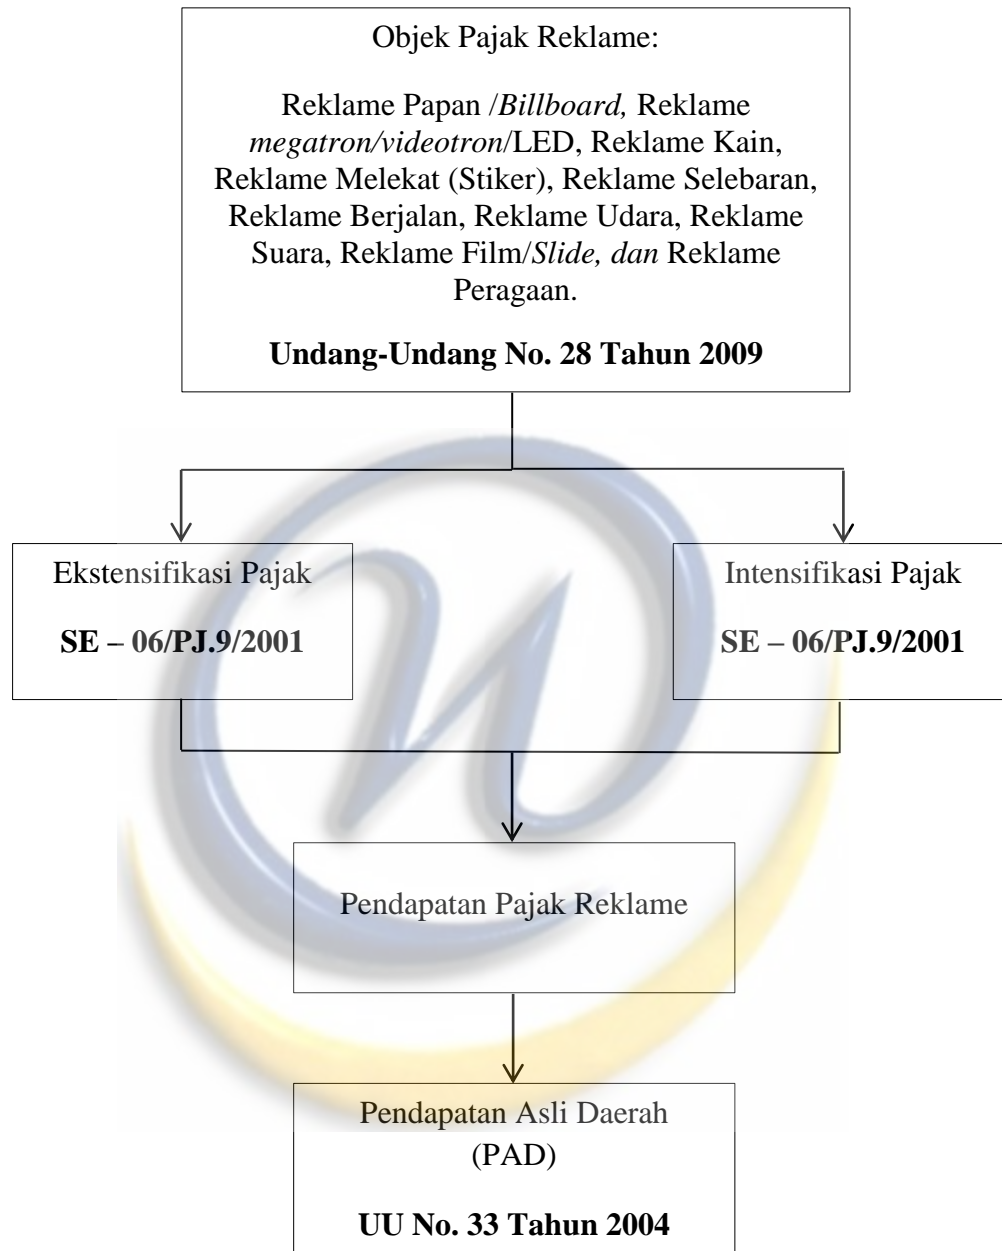 Objek Pajak Reklame:
Reklame Papan /Billboard, Reklame
megatron/videotron/LED, Reklame Kain,
Reklame Melekat (Stiker), Reklame Selebaran,
Reklame Berjalan, Reklame Udara, Reklame
Suara, Reklame Film/Slide, dan Reklame
Peragaan.
Undang-Undang No. 28 Tahun 2009
Ekstensifikasi Pajak
SE – 06/PJ.9/2001
Intensifikasi Pajak
SE – 06/PJ.9/2001
Pendapatan Pajak Reklame
Pendapatan Asli Daerah
(PAD)
UU No. 33 Tahun 2004